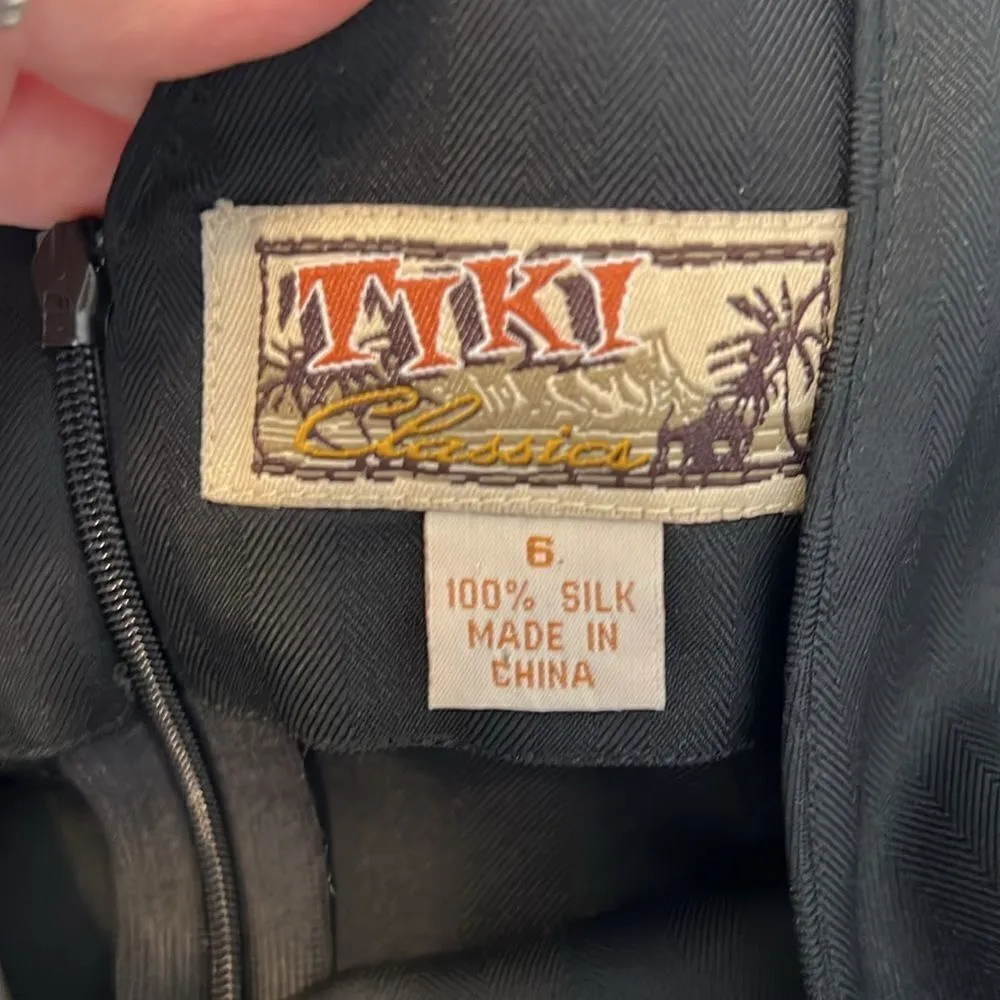 TIKI
Classics
6
100% SILK
MADE IN
CHINA